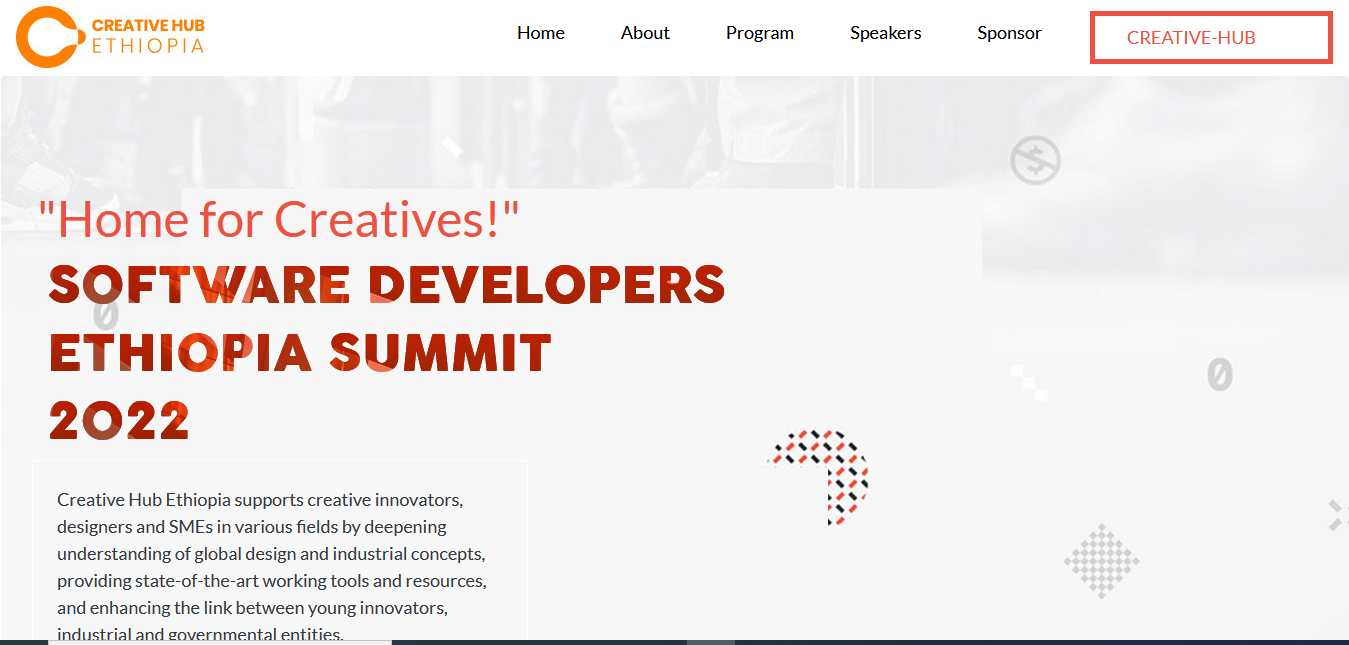 CREATIVE HUB
ETHIOPIA
Home About Program Speakers Sponsor CREATIVE-HUB
"Home for Creatives!"
SOFTWARE DEVELOPERS
ETHIOPIA SUMMIT
2022
Creative Hub Ethiopia supports creative innovators,
designers and SMEs in various fields by deepening
understanding of global design and industrial concepts,
providing state-of-the-art working tools and resources,
and enhancing the link between young innovators,
industrial and governmental entities.